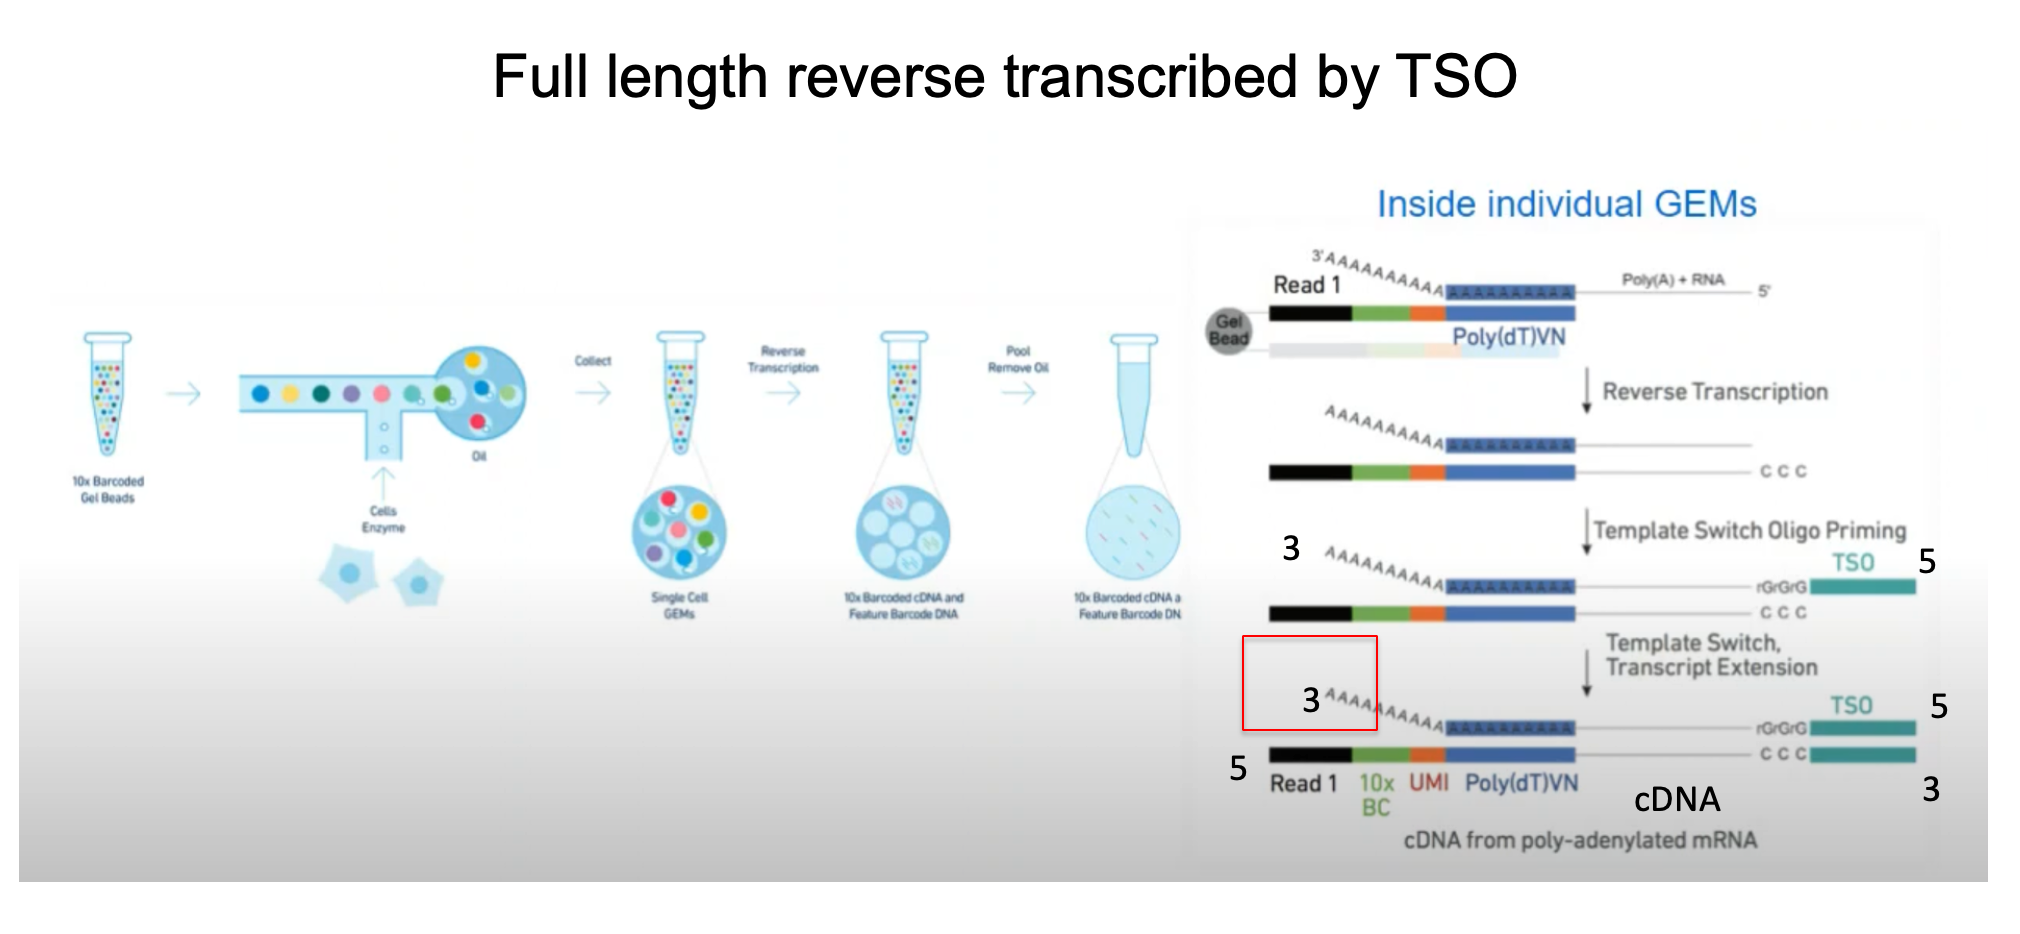 Full length reverse transcribed by TSO
10x Barcoded
Gel Beads
Cells
Enzyme
Oil
Collect
Single Cell
GEMs
Reverse
Transcription
10x Barcoded cDNA and
Feature Barcode DNA
Pool
Remove Oil
10x Barcoded cDNA a
Feature Barcode DN
Inside individual GEMs
3'AAAAAAAAAA
AAAAAAAAAA
Poly(A) + RNA
5'
Read 1
Gel
Bead
Poly(dT)VN
Reverse Transcription
AAAAAAAAAA
AAAAAAAAAA
C C C
Template Switch Oligo Priming
3
AAAAAAAAAA
AAAAAAAAAA
TSO
5
rGrGrG
C C C
Template Switch,
Transcript Extension
3
AAAAAAAAAA
AAAAAAAAAA
TSO
5
rGrGrG
5
C C C
3
Read 1
10x
BC
UMI
Poly(dT)VN
cDNA
cDNA from poly-adenylated mRNA